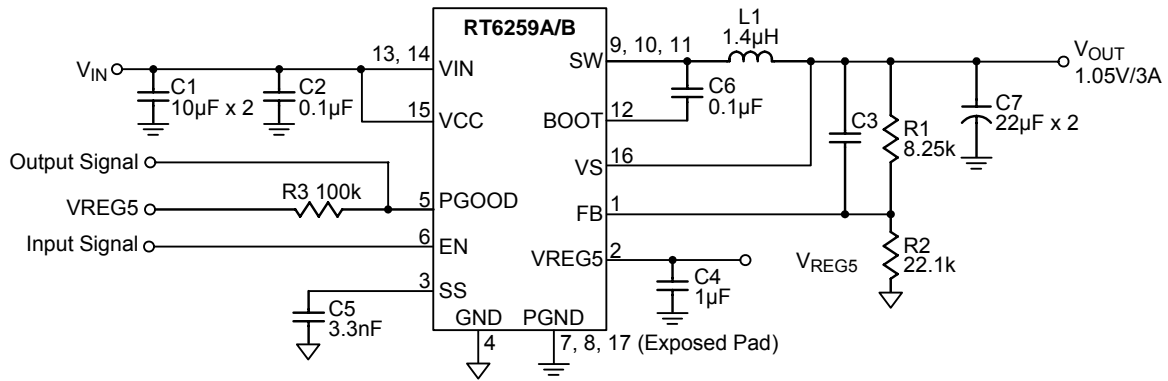 RT6259A/B
L1
1.4µH
13, 14
VIN
SW
9, 10, 11
VIN
VOUT
1.05V/3A
C1
10µF x 2
C2
0.1µF
C6
0.1µF
15
VCC
BOOT
12
C3
R1
8.25k
C7
22µF x 2
Output Signal
VS
16
R3 100k
VREG5
5
PGOOD
FB
1
Input Signal
6
EN
VREG5
2
VREG5
R2
22.1k
C4
1µF
3
SS
C5
3.3nF
GND
PGND
4
7, 8, 17 (Exposed Pad)